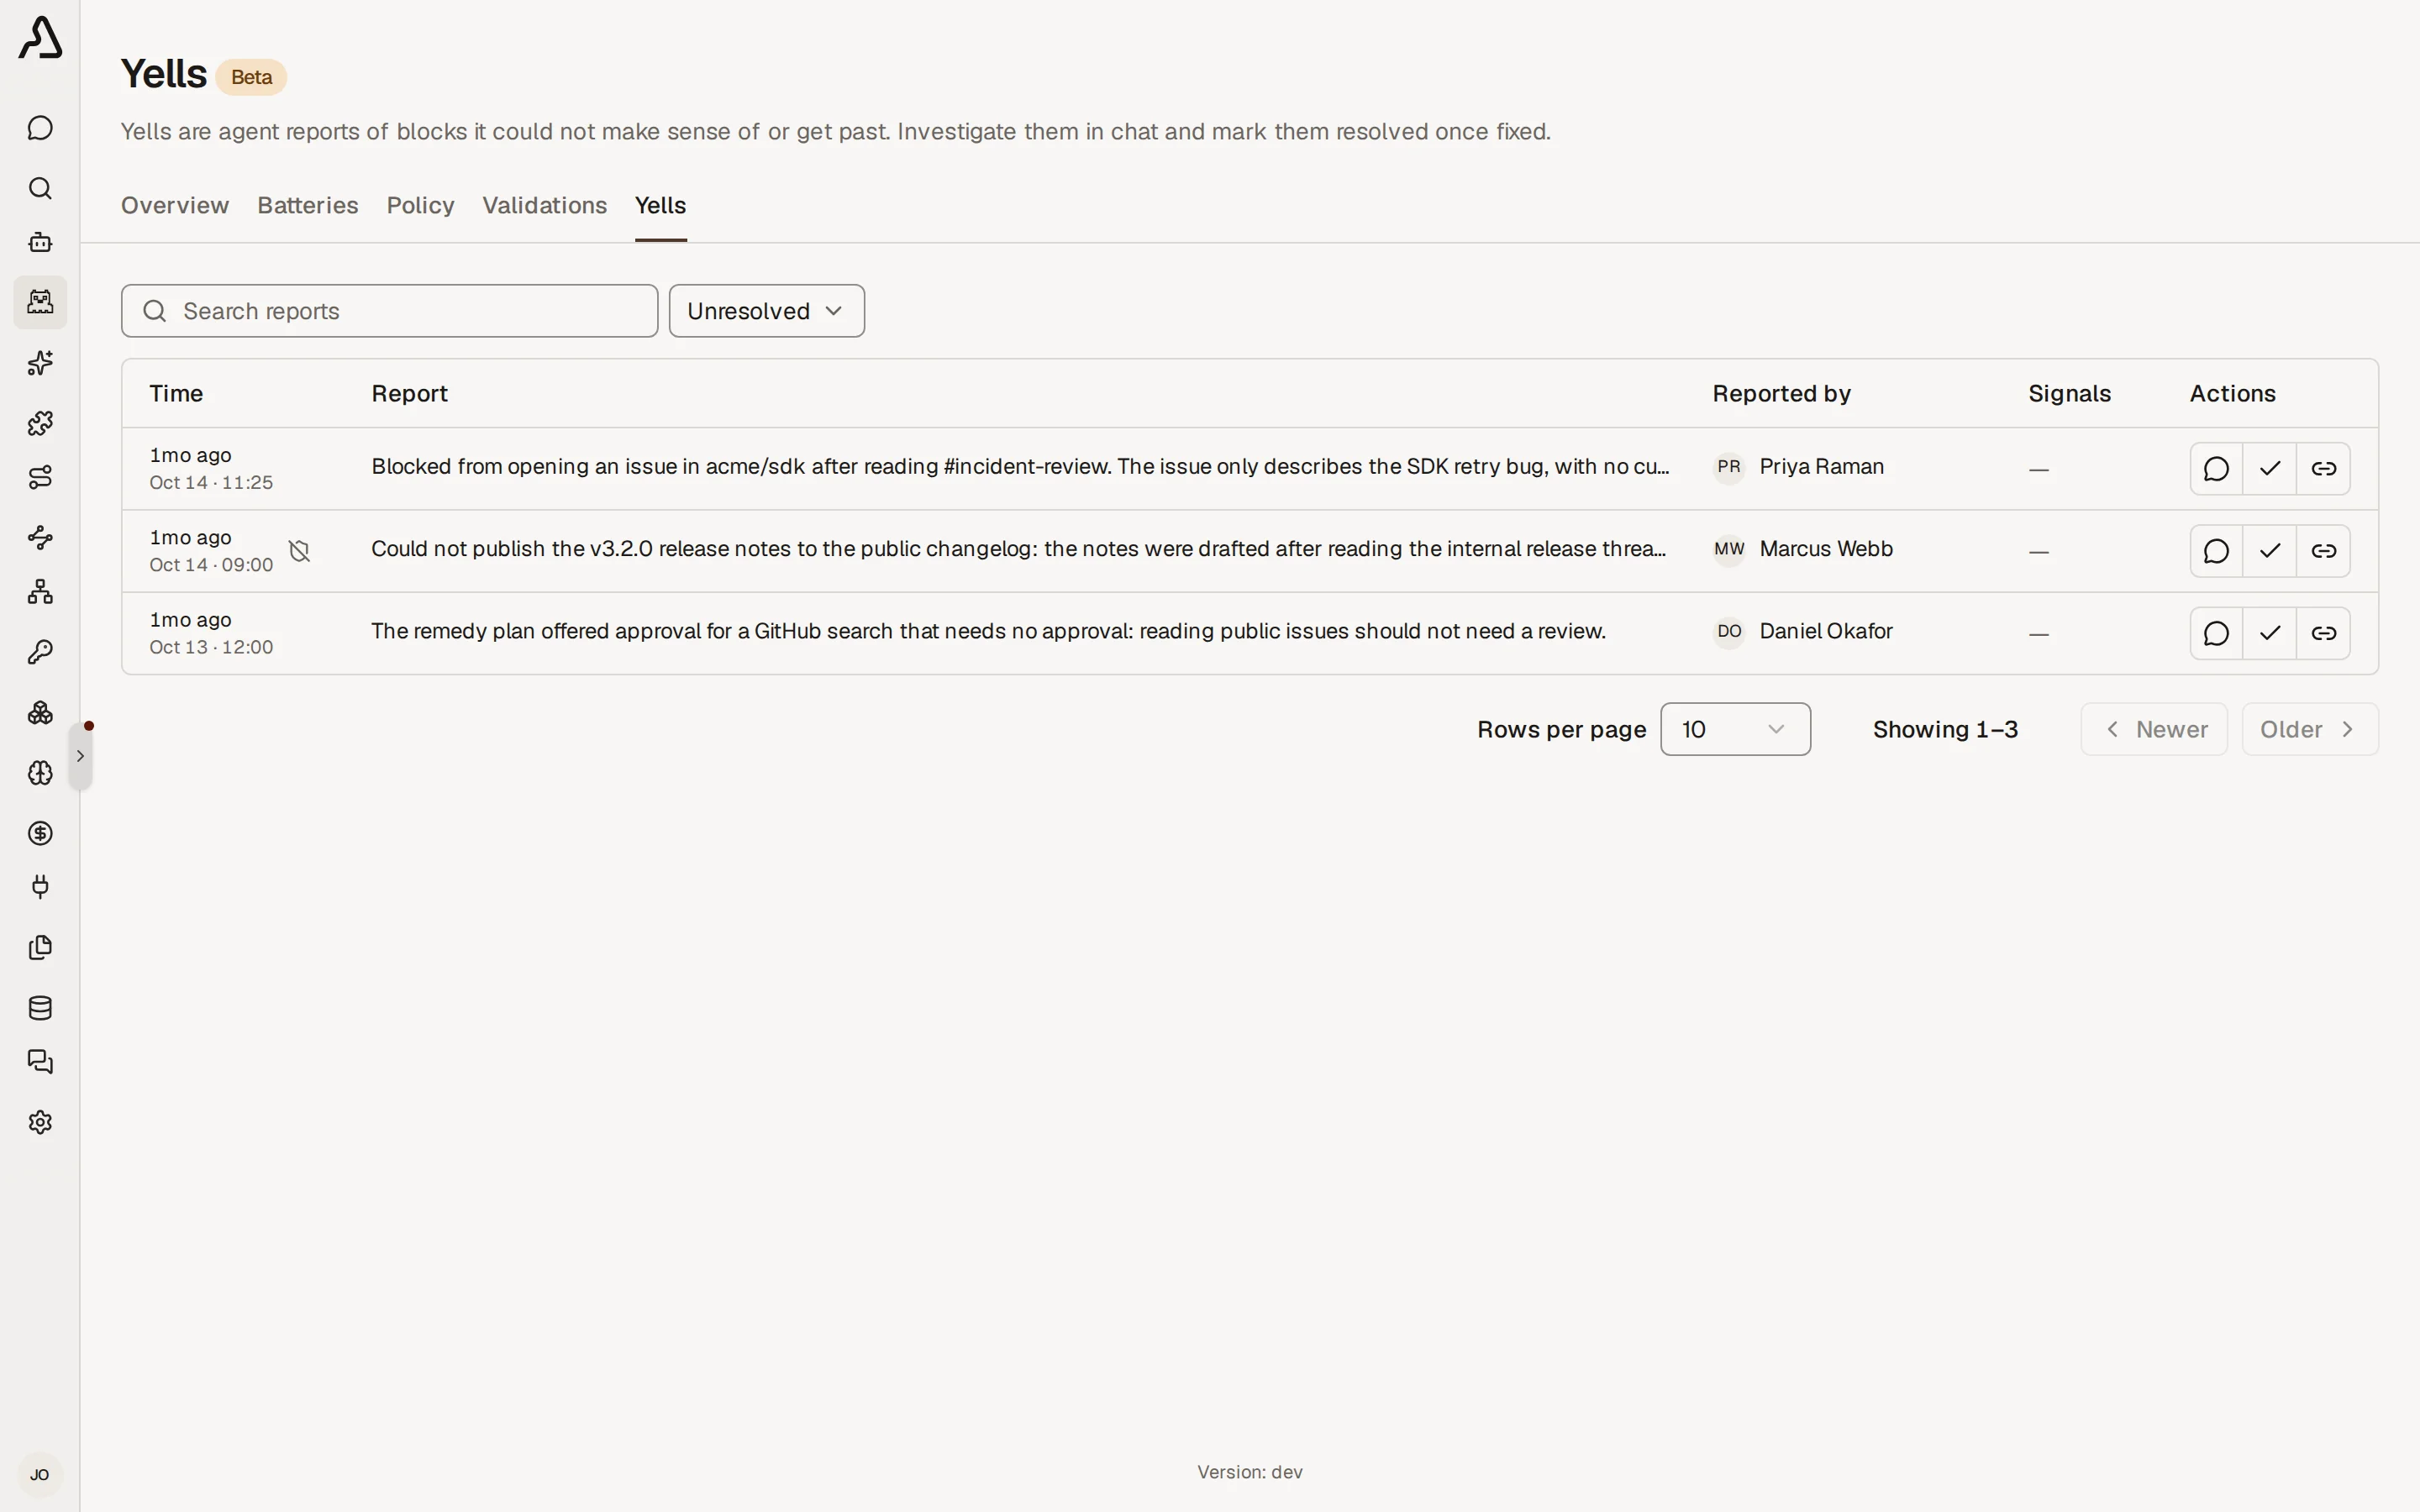 Yells Beta
Yells are agent reports of blocks it could not make sense of or get past. Investigate them in chat and mark them resolved once fixed.
Overview Batteries Policy Validations Yells
Search reports Unresolved
Time Report Reported by Signals Actions
1mo ago
Oct 14 · 11:25
Blocked from opening an issue in acme/sdk after reading #incident-review. The issue only describes the SDK retry bug, with no cu...
PR Priya Raman —
1mo ago
Oct 14 · 09:00
Could not publish the v3.2.0 release notes to the public changelog: the notes were drafted after reading the internal release threa...
MW Marcus Webb —
1mo ago
Oct 13 · 12:00
The remedy plan offered approval for a GitHub search that needs no approval: reading public issues should not need a review.
DO Daniel Okafor —
Rows per page 10 Showing 1–3 Newer Older
JO
Version: dev